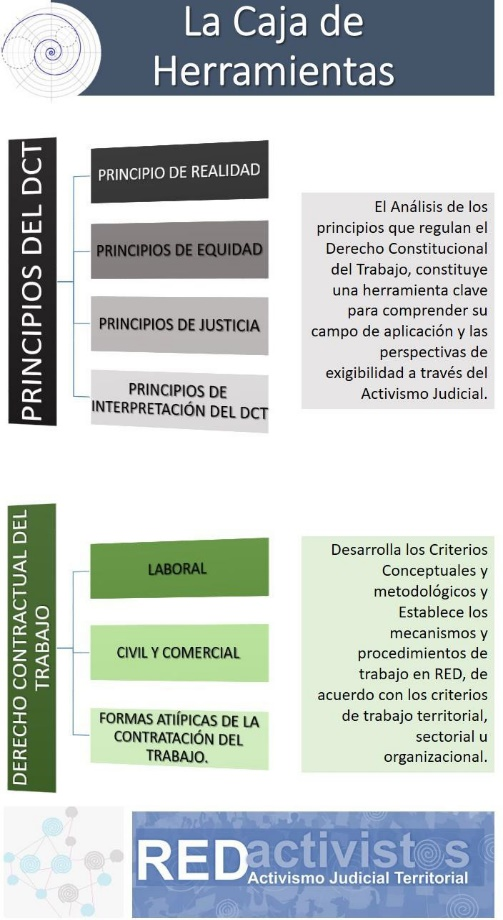 La Caja de
Herramientas
PRINCIPIOS DEL DCT
PRINCIPIO DE REALIDAD
PRINCIPIOS DE EQUIDAD
PRINCIPIOS DE JUSTICIA
PRINCIPIOS DE
INTERPRETACIÓN DEL DCT
El Análisis de los
principios que regulan el
Derecho Constitucional
del Trabajo, constituye
una herramienta clave
para comprender su
campo de aplicación y las
perspectivas de
exigibilidad a través del
Activismo Judicial.
DERECHO CONTRACTUAL DEL
TRABAJO
LABORAL
CIVIL Y COMERCIAL
FORMAS ATIÍPICAS DE LA
CONTRATACIÓN DEL
TRABAJO.
Desarrolla los Criterios
Conceptuales y
metodológicos y
Establece los
mecanismos y
procedimientos de
trabajo en RED, de
acuerdo con los criterios
de trabajo territorial,
sectorial u
organizacional.
REDactivistas
Activismo Judicial Territorial